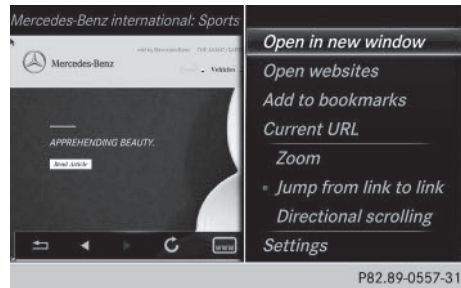 Mercedes-Benz international: Sports
Mercedes-Benz
Vehicles
APPREHENDING BEAUTY.
Read Article
www
Open in new window
Open websites
Add to bookmarks
Current URL
Zoom
Jump from link to link
Directional scrolling
Settings
P82.89-0557-31